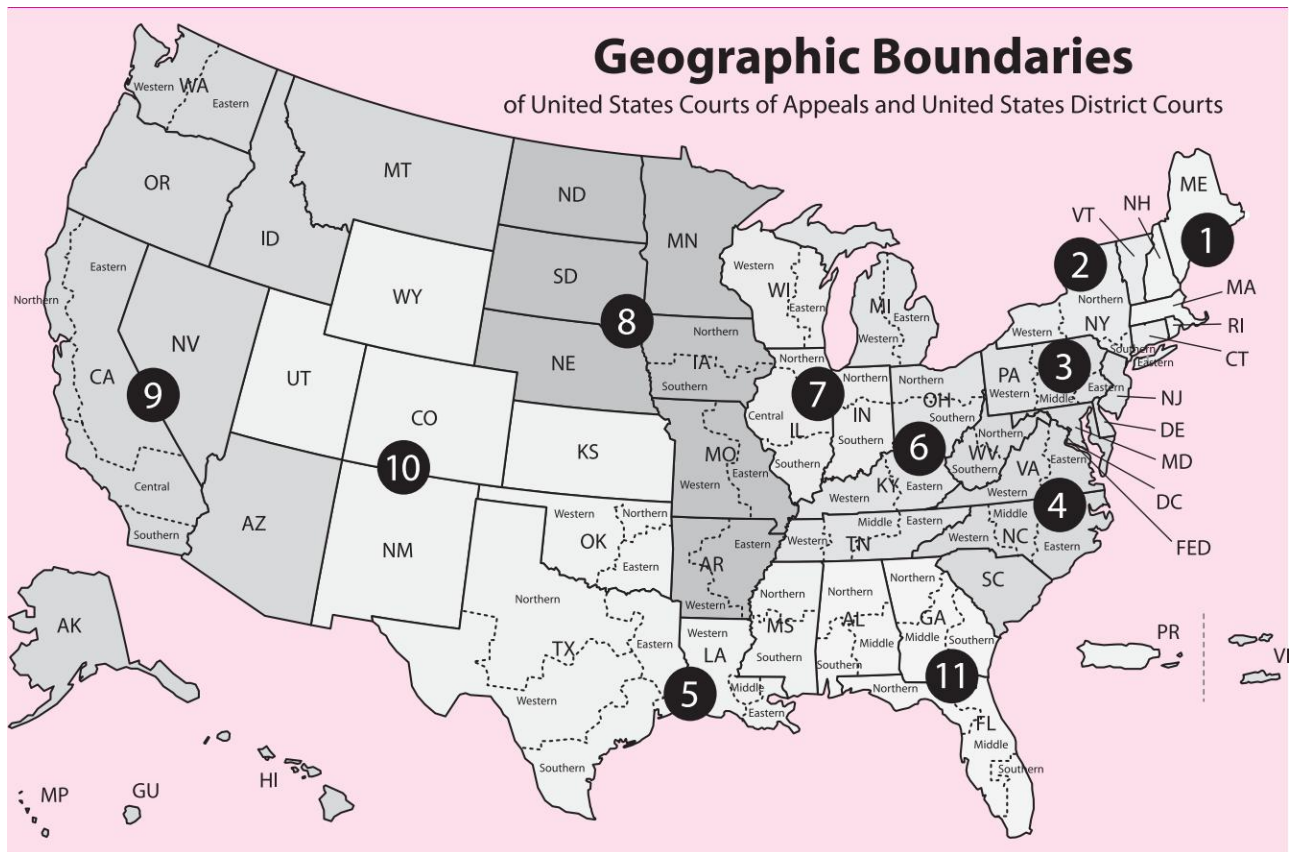 Geographic Boundaries
of United States Courts of Appeals and United States District Courts
Western
WA
Eastern
OR
MT
ID
ND
MN
SD
WY
NE
8
Northern
IA
Southern
Western
WI
Eastern
MI
Eastern
Western
Eastern
Northern
NV
CA
9
Central
Southern
UT
CO
10
KS
AZ
NM
MO
Eastern
Western
Northern
7
Central
IL
Southern
Northern
IN
Southern
Northern
OH
Southern
6
KY
Western
Eastern
Northern
WV
Southern
VA
Eastern
Western
4
Middle
NC
Western
Eastern
Western
Middle
TN
Eastern
SC
ME
1
NH
VT
2
Northern
Western
NY
Southern
Eastern
MA
RI
CT
PA
3
Western
Middle
Eastern
NJ
DE
MD
DC
FED
Western
Northern
OK
Eastern
Eastern
AR
Western
Northern
TX
Eastern
Western
Southern
Western
LA
5
Middle
Eastern
Northern
MS
Southern
Northern
AL
Middle
Southern
Northern
GA
Middle
Southern
11
Northern
FL
Middle
Southern
PR
VI
AK
HI
MP
GU